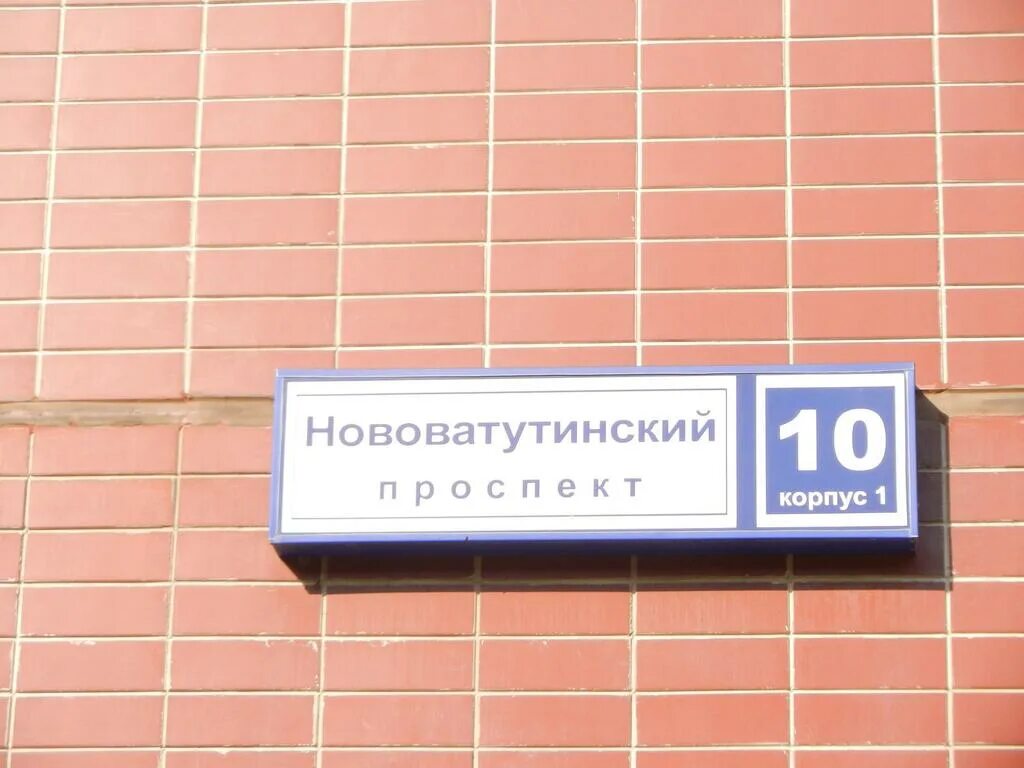 Нововатутинский
проспект
10
корпус 1